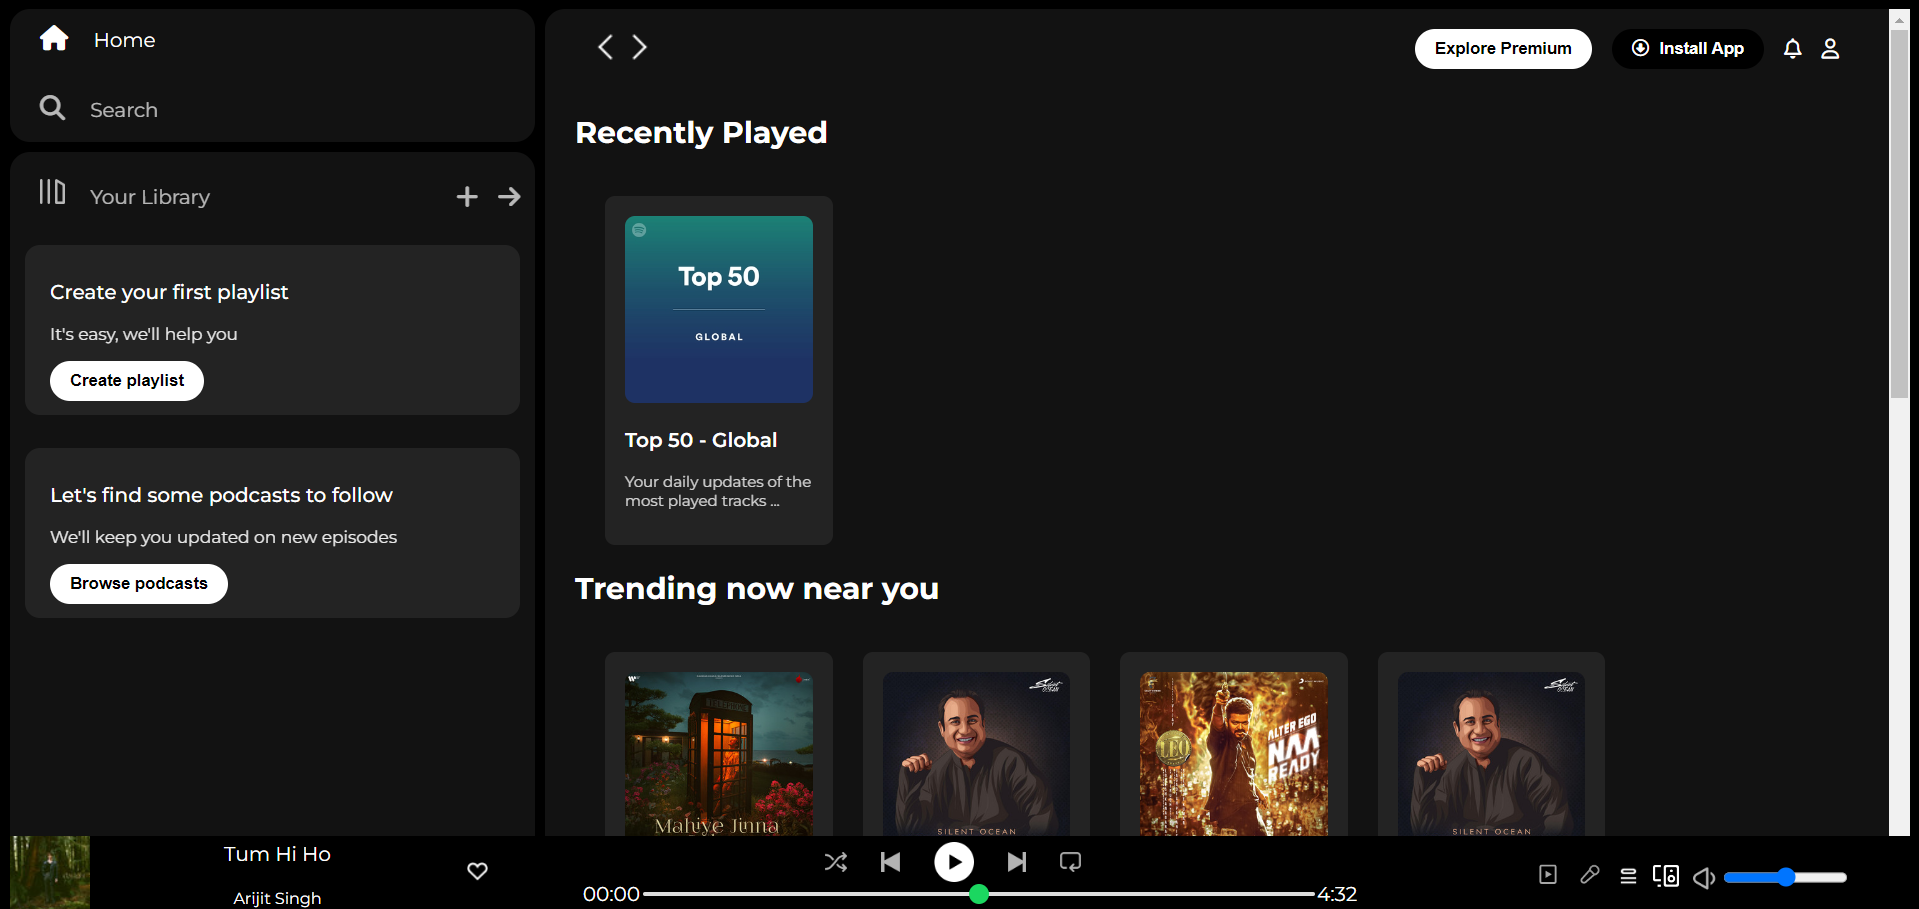 Home
Search
Your Library
Create your first playlist
It's easy, we'll help you
Create playlist
Let's find some podcasts to follow
We'll keep you updated on new episodes
Browse podcasts
Explore Premium
Install App
Recently Played
Top 50
GLOBAL
Top 50 - Global
Your daily updates of the
most played tracks ...
Trending now near you
Mahiye Jinna
Silent
OCEAN
SILENT OCEAN
LEO
ALTER EGO
NAA
READY
Silent
OCEAN
SILENT OCEAN
Tum Hi Ho
Arijit Singh
00:00
4:32